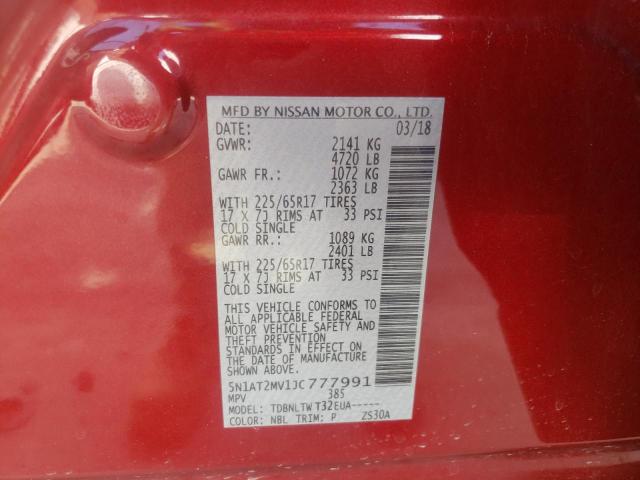 MFD BY NISSAN MOTOR CO., LTD.
DATE: 03/18
GVWR: 2141 KG
4720 LB
GAWR FR.: 1072 KG
2363 LB
WITH 225/65R17 TIRES
17 X 7J RIMS AT 33 PSI
COLD SINGLE
GAWR RR.: 1089 KG
2401 LB
WITH 225/65R17 TIRES
17 X 7J RIMS AT 33 PSI
COLD SINGLE
THIS VEHICLE CONFORMS TO
ALL APPLICABLE FEDERAL
MOTOR VEHICLE SAFETY AND
THEFT PREVENTION
STANDARDS IN EFFECT ON
THE DATE OF MANUFACTURE
SHOWN ABOVE.
5N1AT2MV1JC777991
MPV 385
MODEL: TDBNLTWT32EUA-----
COLOR: NBL TRIM: P ZS30A